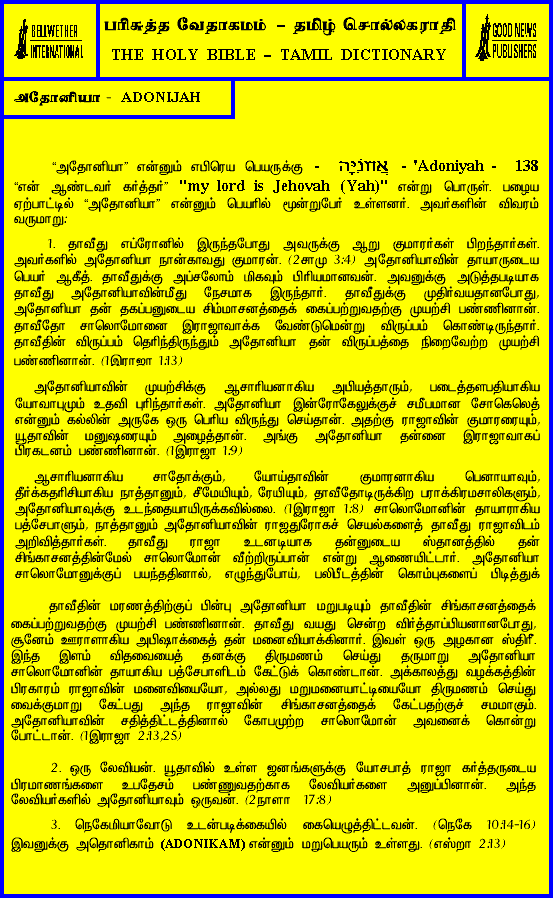 BELLWETHER
INTERNATIONAL
பரிசுத்த வேதாகமம் – தமிழ் சொல்லகராதி
THE HOLY BIBLE – TAMIL DICTIONARY
GOOD NEWS
PUBLISHERS
அதோனியா - ADONIJAH
“அதோனியா” என்னும் எபிரெய பெயருக்கு - אֲדֹנִיָּה - 'Adoniyah - 138
“என் ஆண்டவர் கர்த்தர்” "my lord is Jehovah (Yah)" என்று பொருள். பழைய
ஏற்பாட்டில் “அதோனியா” என்னும் பெயரில் மூன்றுபேர் உள்ளனர். அவர்களின் விவரம்
வருமாறு:
1. தாவீது எப்ரோனில் இருந்தபோது அவருக்கு ஆறு குமாரர்கள் பிறந்தார்கள்.
அவர்களில் அதோனியா நான்காவது குமாரன். (2சாமு 3:4) அதோனியாவின் தாயாருடைய
பெயர் ஆகீத். தாவீதுக்கு அப்சலோம் மிகவும் பிரியமானவன். அவனுக்கு அடுத்தபடியாக
தாவீது அதோனியாவின்மீது நேசமாக இருந்தார். தாவீதுக்கு முதிர்வயதானபோது,
அதோனியா தன் தகப்பனுடைய சிம்மாசனத்தைக் கைப்பற்றுவதற்கு முயற்சி பண்ணினான்.
தாவீதோ சாலொமோனை இராஜாவாக்க வேண்டுமென்று விருப்பம் கொண்டிருந்தார்.
தாவீதின் விருப்பம் தெரிந்திருந்தும் அதோனியா தன் விருப்பத்தை நிறைவேற்ற முயற்சி
பண்ணினான். (1இராஜா 1:13)
அதோனியாவின் முயற்சிக்கு ஆசாரியனாகிய அபியத்தாரும், படைத்தளபதியாகிய
யோவாபுமும் உதவி புரிந்தார்கள். அதோனியா இன்ரோகேலுக்குச் சமீபமான சோகெலெத்
என்னும் கல்லின் அருகே ஒரு பெரிய விருந்து செய்தான். அதற்கு ராஜாவின் குமாரரையும்,
யூதாவின் மனுஷரையும் அழைத்தான். அங்கு அதோனியா தன்னை இராஜாவாகப்
பிரகடனம் பண்ணினான். (1இராஜா 1:9)
ஆசாரியனாகிய சாதோக்கும், யோய்தாவின் குமாரனாகிய பெனாயாவும்,
தீர்க்கதரிசியாகிய நாத்தானும், சீமேயியும், ரேயியும், தாவீதோடிருக்கிற பராக்கிரமசாலிகளும்,
அதோனியாவுக்கு உடந்தையாயிருக்கவில்லை. (1இராஜா 1:8) சாலொமோனின் தாயாராகிய
பத்சேபாளும், நாத்தானும் அதோனியாவின் ராஜதுரோகச் செயல்களைத் தாவீது ராஜாவிடம்
அறிவித்தார்கள். தாவீது ராஜா உடனடியாக தன்னுடைய ஸ்தானத்தில் தன்
சிங்காசனத்தின்மேல் சாலொமோன் வீற்றிருப்பான் என்று ஆணையிட்டார். அதோனியா
சாலொமோனுக்குப் பயந்ததினால், எழுந்துபோய், பலிபீடத்தின் கொம்புகளைப் பிடித்துக்
தாவீதின் மரணத்திற்குப் பின்பு அதோனியா மறுபடியும் தாவீதின் சிங்காசனத்தைக்
கைப்பற்றுவதற்கு முயற்சி பண்ணினான். தாவீது வயது சென்ற விர்த்தாப்பியனானபோது,
சூனேம் ஊராளாகிய அபிஷாக்கைத் தன் மனைவியாக்கினார். இவள் ஒரு அழகான ஸ்திரீ.
இந்த இளம் விதவையைத் தனக்கு திருமணம் செய்து தருமாறு அதோனியா
சாலொமோனின் தாயாகிய பத்சேபாளிடம் கேட்டுக் கொண்டான். அக்காலத்து வழக்கத்தின்
பிரகாரம் ராஜாவின் மனைவியையோ, அல்லது மறுமனையாட்டியையோ திருமணம் செய்து
வைக்குமாறு கேட்பது அந்த ராஜாவின் சிங்காசனத்தைக் கேட்பதற்குச் சமமாகும்.
அதோனியாவின் சதித்திட்டத்தினால் கோபமுற்ற சாலொமோன் அவனைக் கொன்று
போட்டான். (1இராஜா 2:13,25)
2. ஒரு லேவியன். யூதாவில் உள்ள ஜனங்களுக்கு யோசபாத் ராஜா கர்த்தருடைய
பிரமாணங்களை உபதேசம் பண்ணுவதற்காக லேவியர்களை அனுப்பினான். அந்த
லேவியர்களில் அதோனியாவும் ஒருவன். (2நாளா 17:8)
3. நெகேமியாவோடு உடன்படிக்கையில் கையெழுத்திட்டவன். (நெகே 10:14-16)
இவனுக்கு அதொனிகாம் (ADONIKAM) என்னும் மறுபெயரும் உள்ளது. (எஸ்றா 2:13)